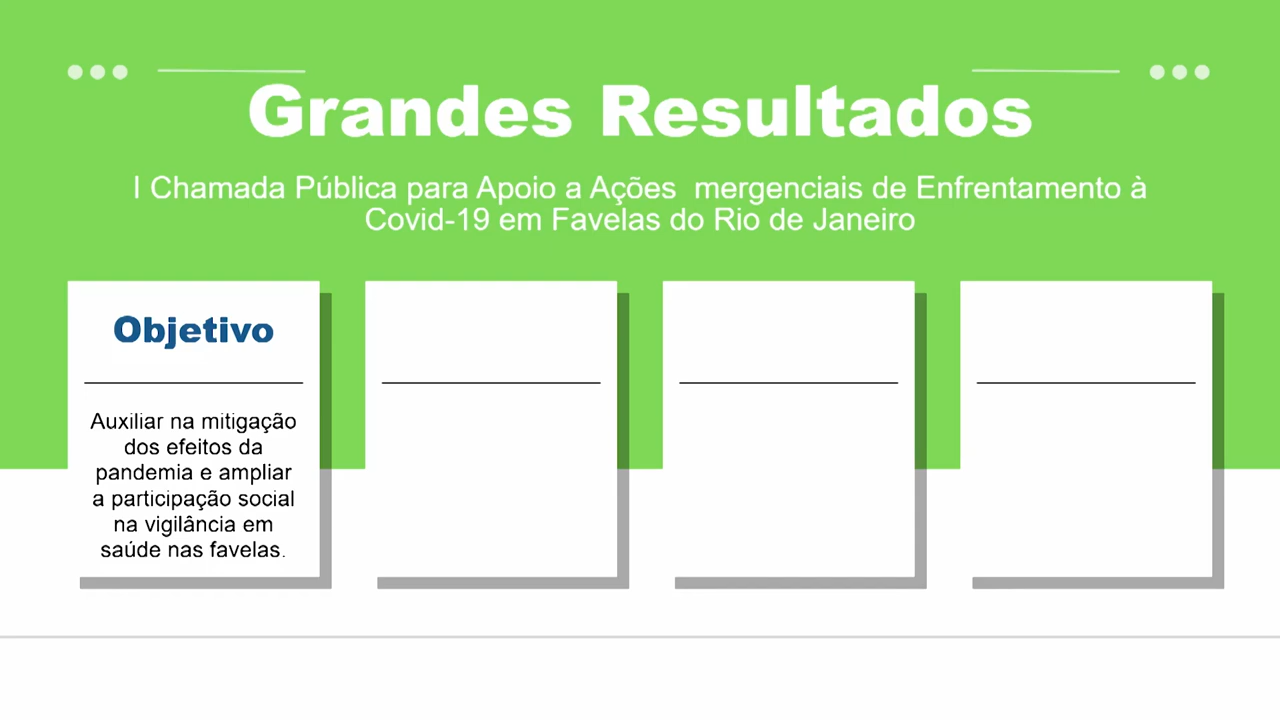 Grandes Resultados
I Chamada Pública para Apoio a Ações  mergenciais de Enfrentamento à
Covid-19 em Favelas do Rio de Janeiro
Objetivo
Auxiliar na mitigação
dos efeitos da
pandemia e ampliar
a participação social
na vigilância em
saúde nas favelas.